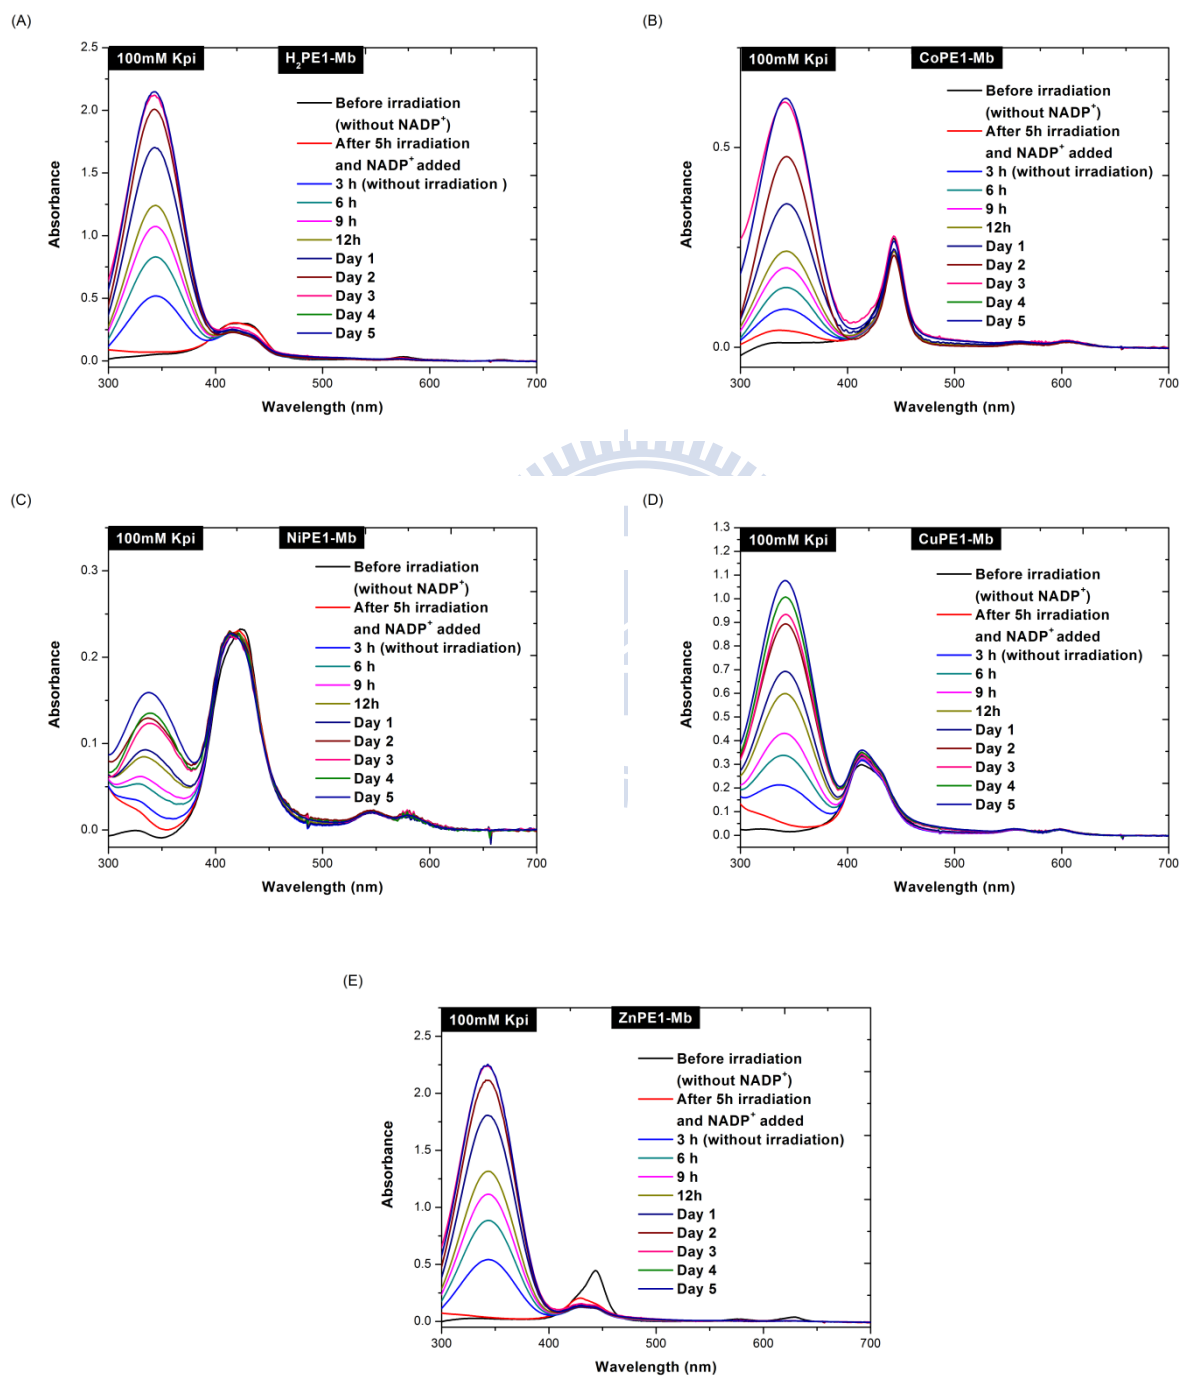 (A)
100mM Kpi
H₂PE1-Mb
Before irradiation
(without NADP⁺)
After 5h irradiation
and NADP⁺ added
3 h (without irradiation )
6 h
9 h
12h
Day 1
Day 2
Day 3
Day 4
Day 5
2.5
2.0
1.5
1.0
0.5
0.0
Absorbance
300 400 500 600 700
Wavelength (nm)
(B)
100mM Kpi
CoPE1-Mb
Before irradiation
(without NADP⁺)
After 5h irradiation
and NADP⁺ added
3 h (without irradiation)
6 h
9 h
12h
Day 1
Day 2
Day 3
Day 4
Day 5
0.5
0.0
Absorbance
300 400 500 600 700
Wavelength (nm)
(C)
100mM Kpi
NiPE1-Mb
Before irradiation
(without NADP⁺)
After 5h irradiation
and NADP⁺ added
3 h (without irradiation)
6 h
9 h
12h
Day 1
Day 2
Day 3
Day 4
Day 5
0.3
0.2
0.1
0.0
Absorbance
300 400 500 600 700
Wavelength (nm)
(D)
100mM Kpi
CuPE1-Mb
Before irradiation
(without NADP⁺)
After 5h irradiation
and NADP⁺ added
3 h (without irradiation)
6 h
9 h
12h
Day 1
Day 2
Day 3
Day 4
Day 5
1.3
1.2
1.1
1.0
0.9
0.8
0.7
0.6
0.5
0.4
0.3
0.2
0.1
0.0
Absorbance
300 400 500 600 700
Wavelength (nm)
(E)
100mM Kpi
ZnPE1-Mb
Before irradiation
(without NADP⁺)
After 5h irradiation
and NADP⁺ added
3 h (without irradiation)
6 h
9 h
12h
Day 1
Day 2
Day 3
Day 4
Day 5
2.5
2.0
1.5
1.0
0.5
0.0
Absorbance
300 400 500 600 700
Wavelength (nm)